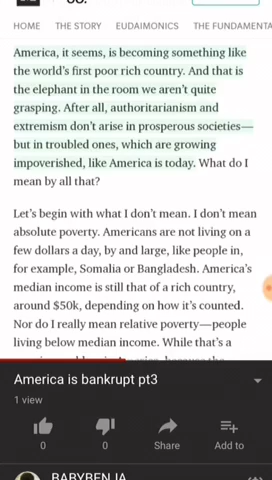 HOME THE STORY EUDAIMONICS THE FUNDAMENTA
America, it seems, is becoming something like
the world's first poor rich country. And that is
the elephant in the room we aren't quite
grasping. After all, authoritarianism and
extremism don't arise in prosperous societies—
but in troubled ones, which are growing
impoverished, like America is today. What do I
mean by all that?
Let's begin with what I don't mean. I don't mean
absolute poverty. Americans are not living on a
few dollars a day, by and large, like people in,
for example, Somalia or Bangladesh. America's
median income is still that of a rich country,
around $50k, depending on how it's counted.
Nor do I really mean relative poverty—people
living below median income. While that's a
America is bankrupt pt3
1 view
0 0 Share Add to
BABYBENJA